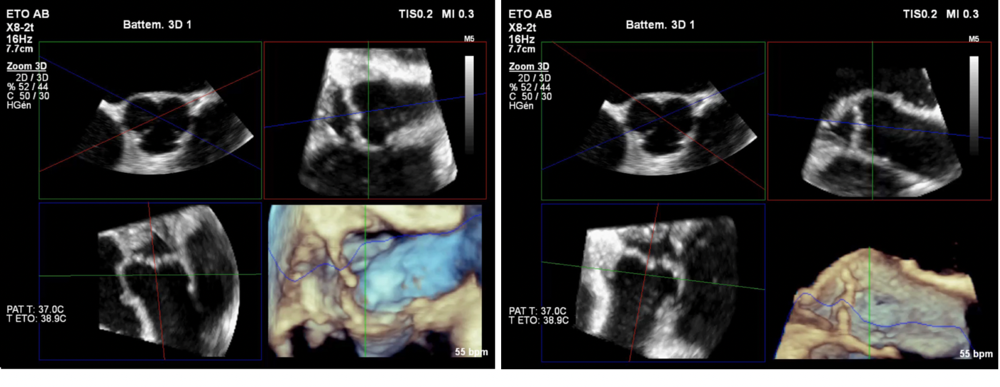 ETO AB
X8-2t
16Hz
7.7cm
Battem. 3D 1
TIS0.2 MI 0.3
M5
Zoom 3D
2D / 3D
% 52 / 44
C 50 / 30
HGén
PAT T: 37.0C
T ETO: 38.9C
55 bpm
ETO AB
X8-2t
16Hz
7.7cm
Battem. 3D 1
TIS0.2 MI 0.3
M5
Zoom 3D
2D / 3D
% 52 / 44
C 50 / 30
HGén
PAT T: 37.0C
T ETO: 38.9C
55 bpm